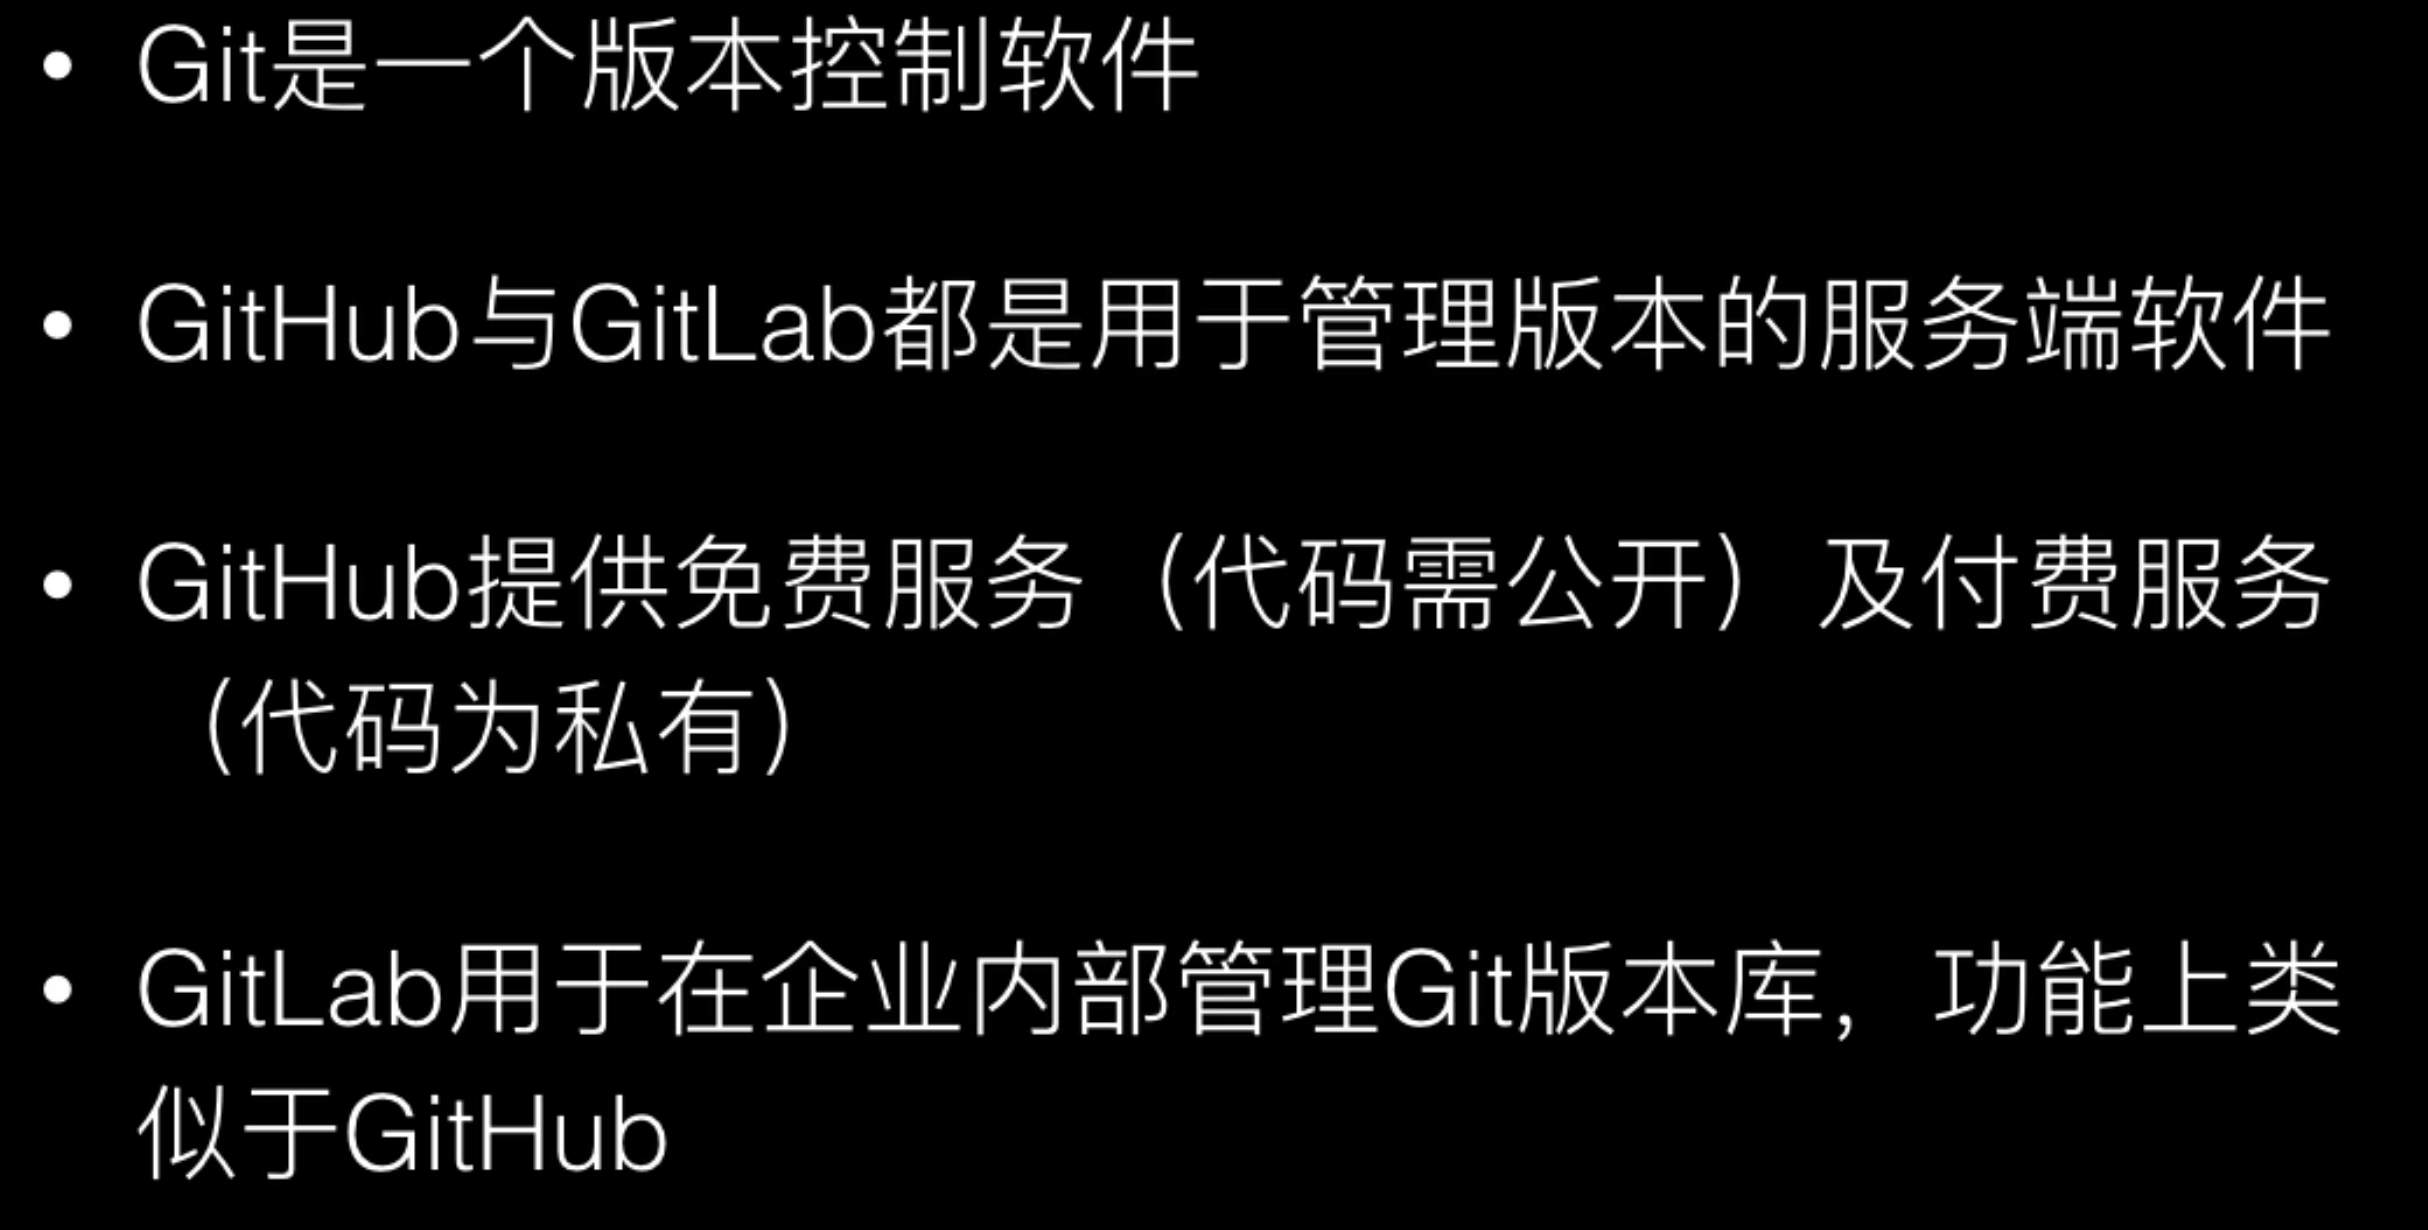 • Git是一个版本控制软件
• GitHub与GitLab都是用于管理版本的服务端软件
• GitHub提供免费服务（代码需公开）及付费服务
（代码为私有）
• GitLab用于在企业内部管理Git版本库，功能上类
似于GitHub